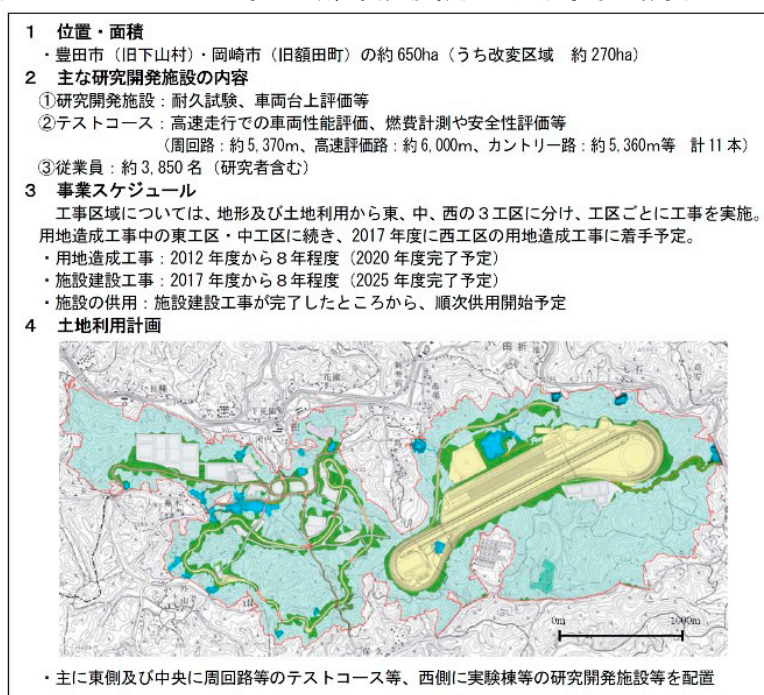 1 位置・面積
・豊田市（旧下山村）・岡崎市（旧額田町）の約650ha（うち改変区域 約270ha）
2 主な研究開発施設の内容
①研究開発施設：耐久試験、車両台上評価等
②テストコース：高速走行での車両性能評価、燃費計測や安全性評価等
（周回路：約5,370m、高速評価路：約6,000m、カントリー路：約5,360m等 計11本）
③従業員：約3,850名（研究者含む）
3 事業スケジュール
工事区域については、地形及び土地利用から東、中、西の3工区に分け、工区ごとに工事を実施。
用地造成工事中の東工区・中工区に続き、2017年度に西工区の用地造成工事に着手予定。
・用地造成工事：2012年度から8年程度（2020年度完了予定）
・施設建設工事：2017年度から8年程度（2025年度完了予定）
・施設の供用：施設建設工事が完了したところから、順次供用開始予定
4 土地利用計画
0m 1000m
・主に東側及び中央に周回路等のテストコース等、西側に実験棟等の研究開発施設等を配置